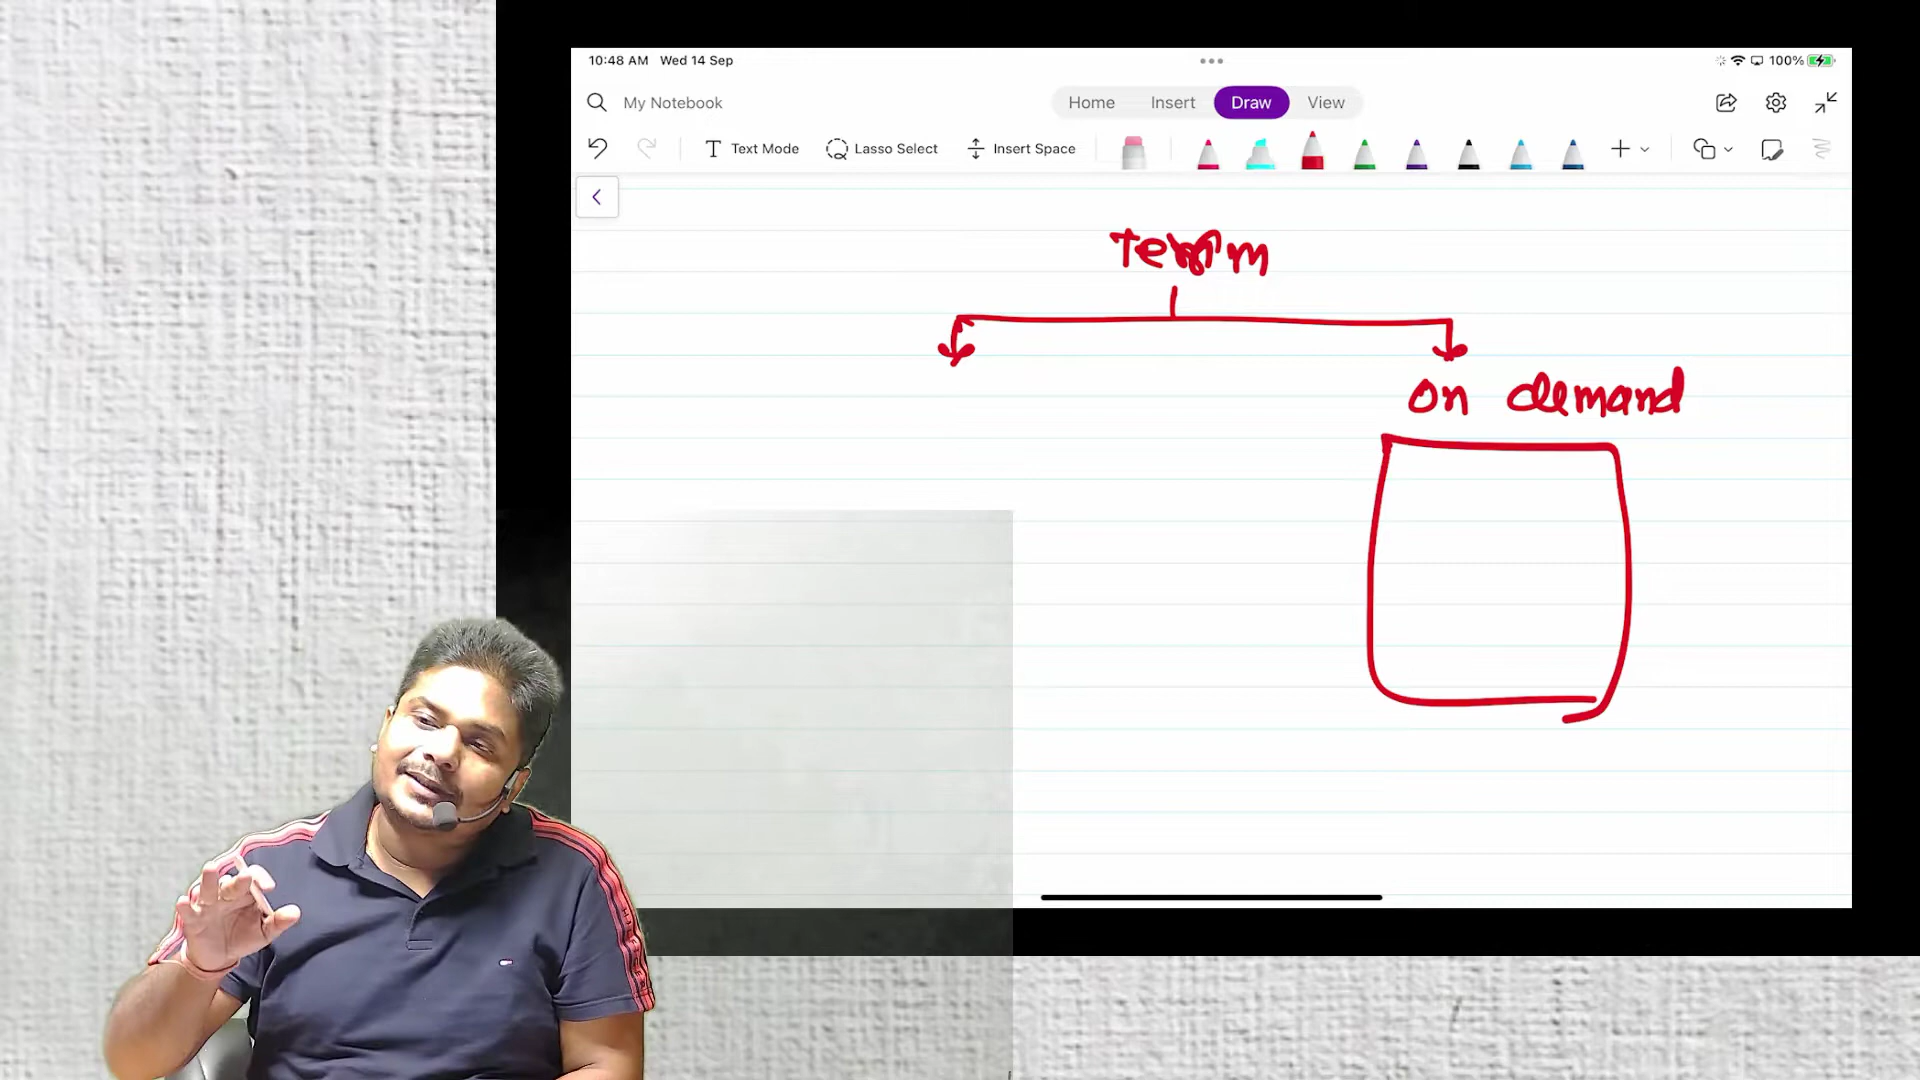 10:48 AM Wed 14 Sep
100%
My Notebook
Home Insert Draw View
Text Mode Lasso Select Insert Space
on demand